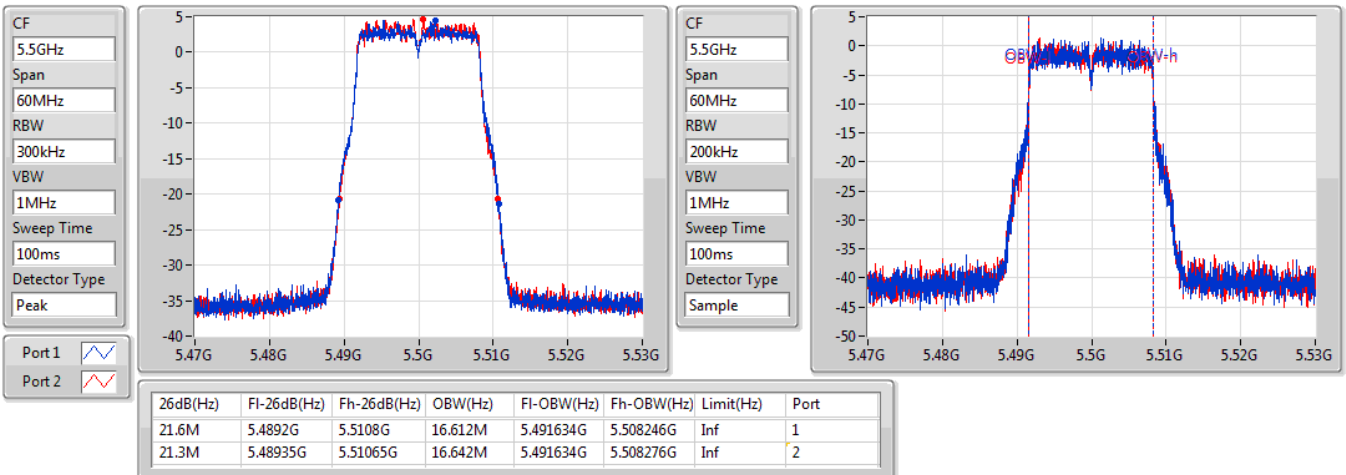 CF
5.5GHz
Span
60MHz
RBW
300kHz
VBW
1MHz
Sweep Time
100ms
Detector Type
Peak
Port 1
Port 2
5
0
-5
-10
-15
-20
-25
-30
-35
-40
5.47G 5.48G 5.49G 5.5G 5.51G 5.52G 5.53G
CF
5.5GHz
Span
60MHz
RBW
200kHz
VBW
1MHz
Sweep Time
100ms
Detector Type
Sample
5
0
-5
-10
-15
-20
-25
-30
-35
-40
-45
-50
OBW-h
5.47G 5.48G 5.49G 5.5G 5.51G 5.52G 5.53G
26dB(Hz) Fl-26dB(Hz) Fh-26dB(Hz) OBW(Hz) Fl-OBW(Hz) Fh-OBW(Hz) Limit(Hz) Port
21.6M 5.4892G 5.5108G 16.612M 5.491634G 5.508246G Inf 1
21.3M 5.48935G 5.51065G 16.642M 5.491634G 5.508276G Inf 2